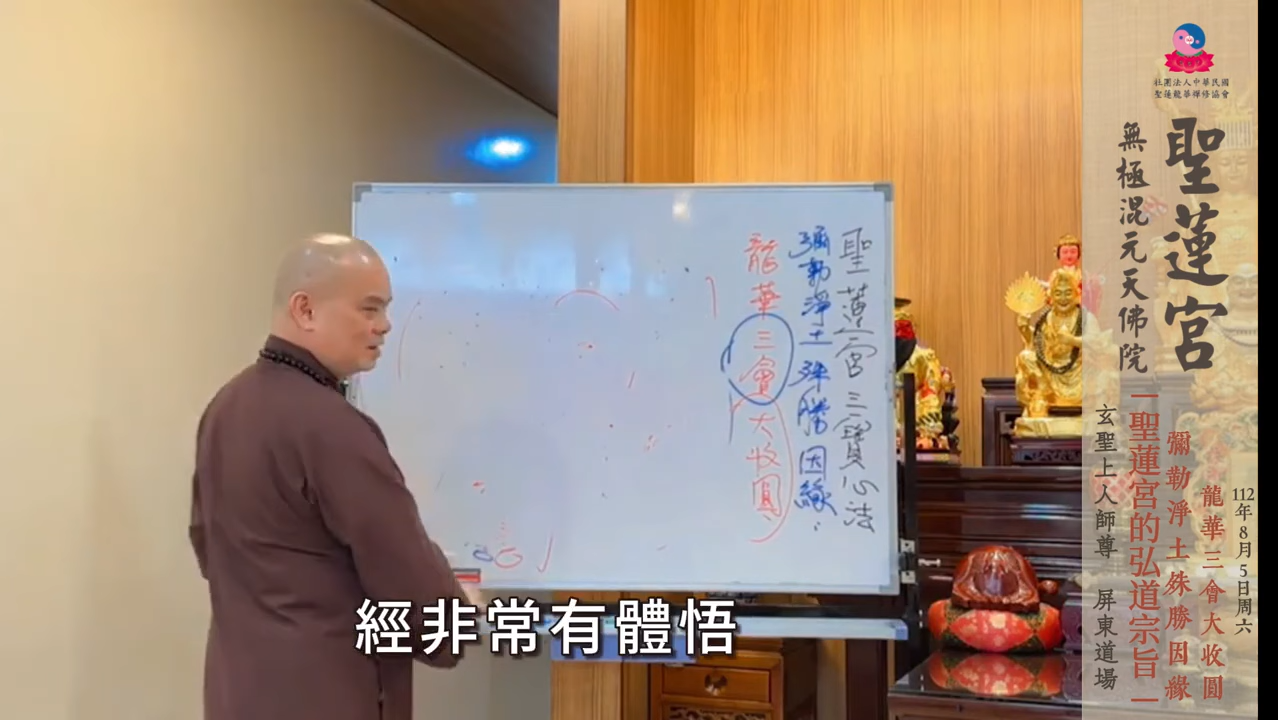 聖蓮宮三寶心法
彌勒淨土殊勝因緣
龍華三會大收圓
經非常有體悟
社團法人中華民國
聖蓮龍華禪修協會
聖蓮宮
無極混元天佛院
112年8月5日周六
龍華三會大收圓
彌勒淨土殊勝因緣
聖蓮宮的弘道宗旨
玄聖上人師尊 屏東道場